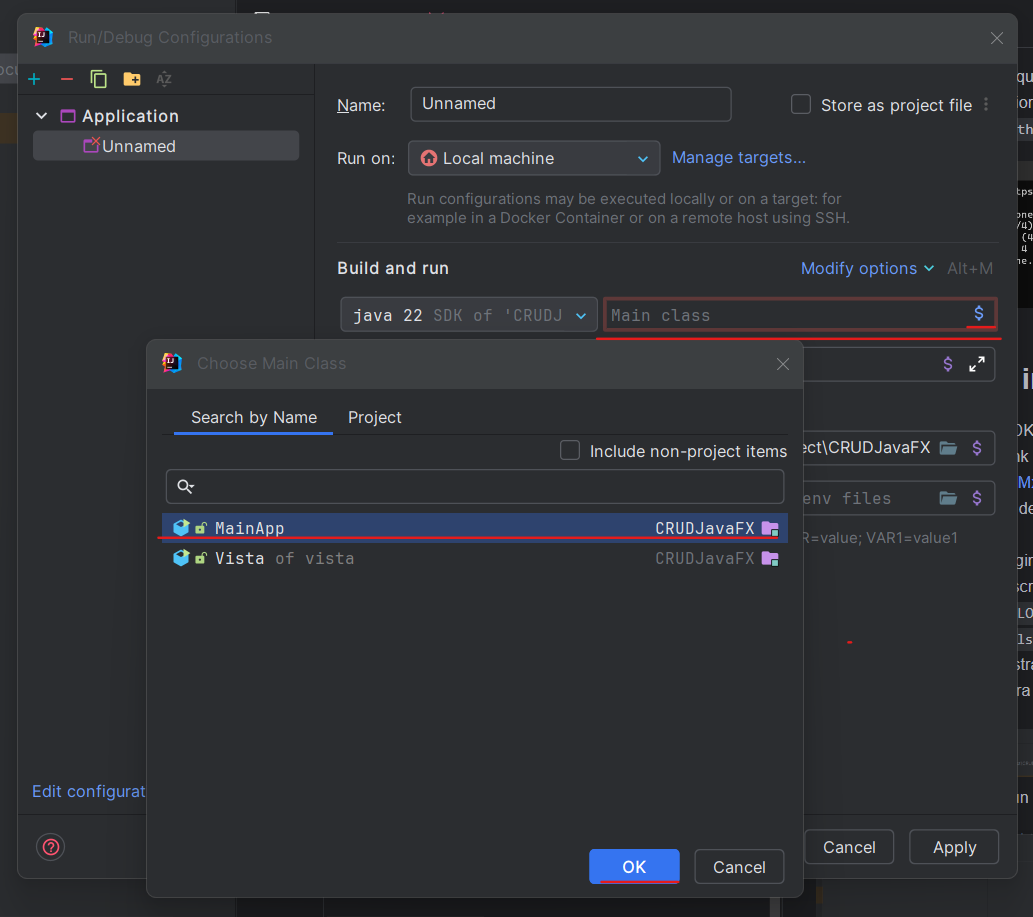 Run/Debug Configurations
Application
Unnamed
Name: Unnamed Store as project file
Run on: Local machine Manage targets...
Run configurations may be executed locally or on a target: for
example in a Docker Container or on a remote host using SSH.
Build and run Modify options Alt+M
java 22 SDK of 'CRUDJ Main class $
Choose Main Class
$
Search by Name Project
Include non-project items
ect\CRUDJavaFX $
MainApp CRUDJavaFX
env files $
R=value; VAR1=value1
Vista of vista CRUDJavaFX
Edit configurat
OK Cancel
? Cancel Apply